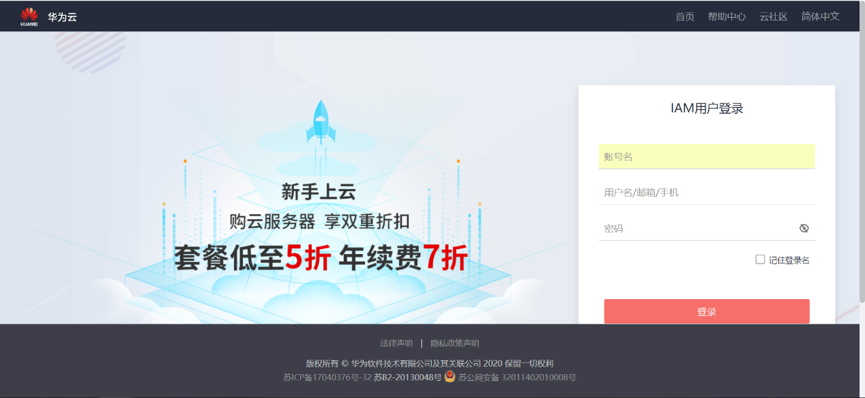 HUAWEI 华为云 首页 帮助中心 云社区 简体中文
IAM用户登录
账号名
新手上云
用户名/邮箱/手机
购云服务器 享双重折扣
密码
套餐低至5折 年续费7折
记住登录名
登录
法律声明 | 隐私政策声明
版权所有 © 华为软件技术有限公司及其关联公司 2020 保留一切权利
苏ICP备17040376号-32 苏B2-20130048号 苏公网安备 32011402010008号